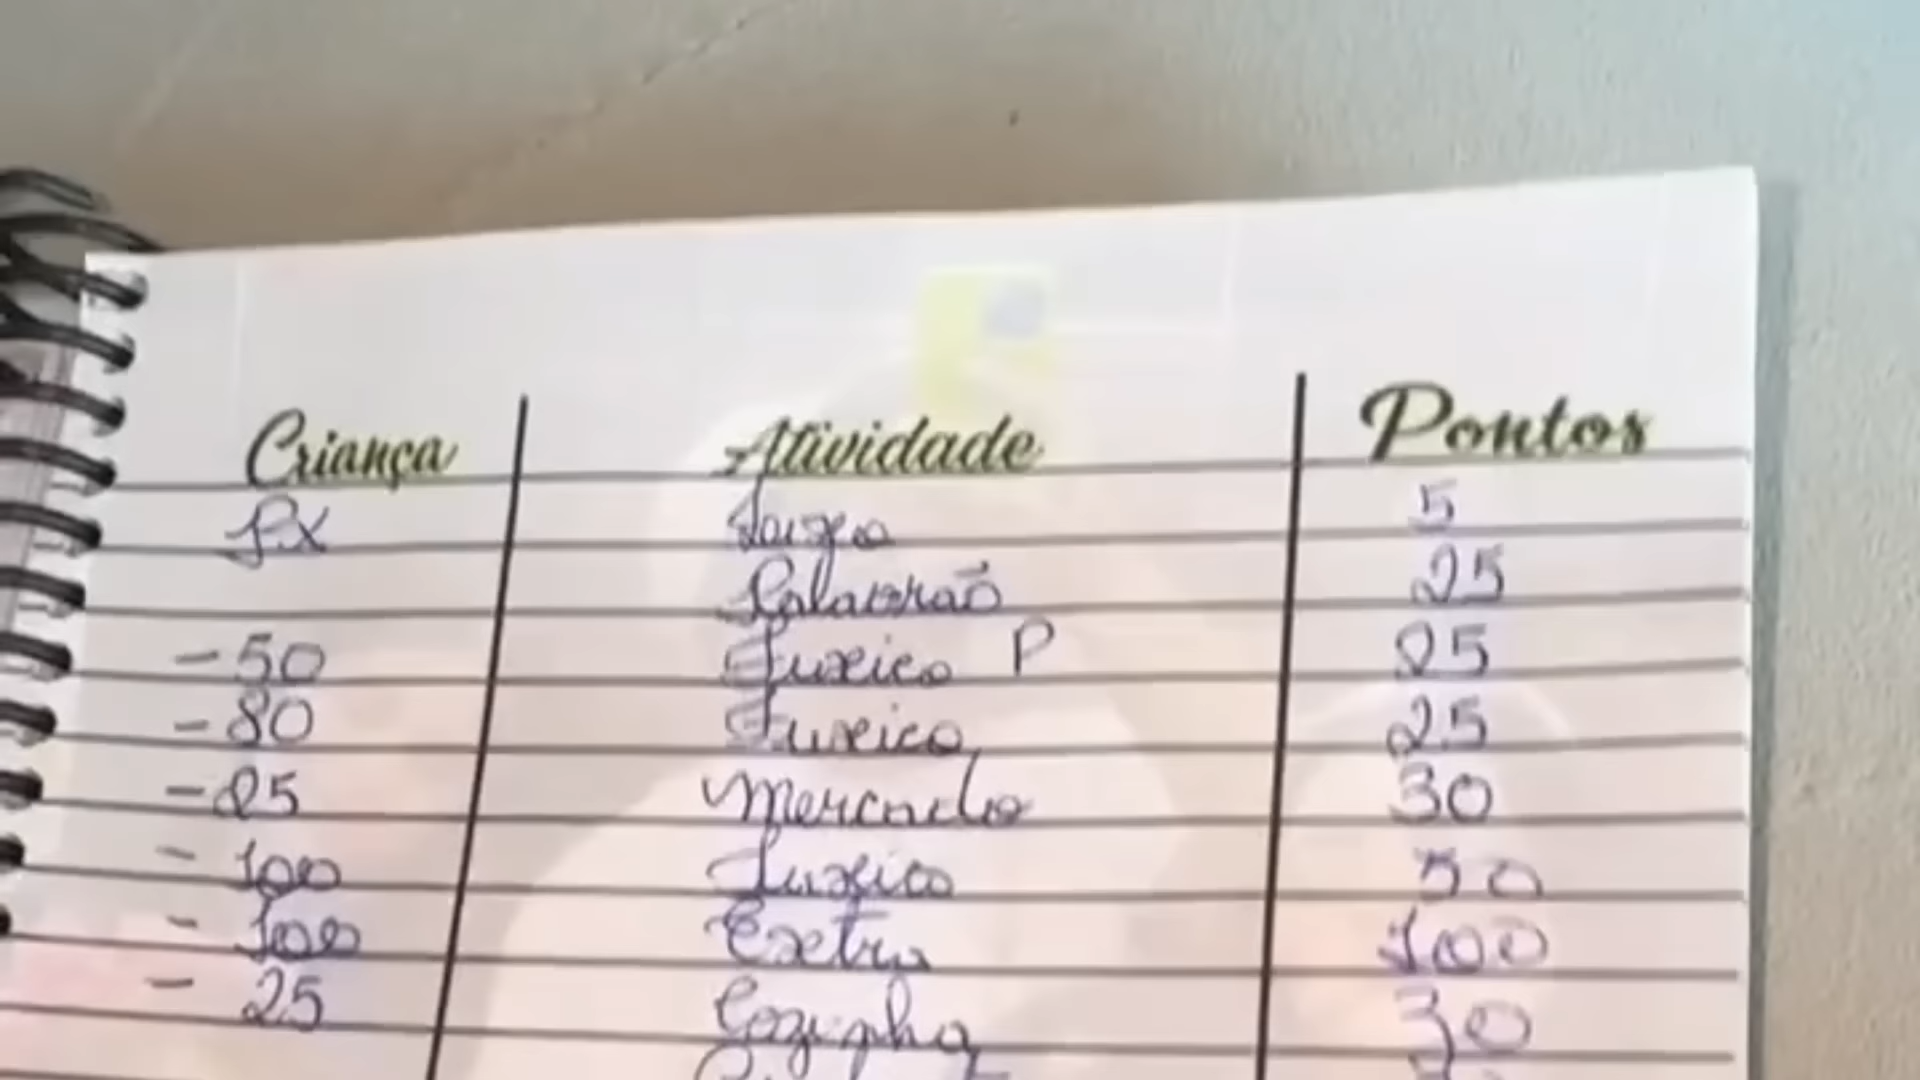 Criança Atividade Pontos
5
Palavrão 25
-50 Fuxico P 25
-80 Fuxico 25
-25 Mercado 30
- 100 Fuxico 50
- 100 Extra 100
- 25 Cozinha 30